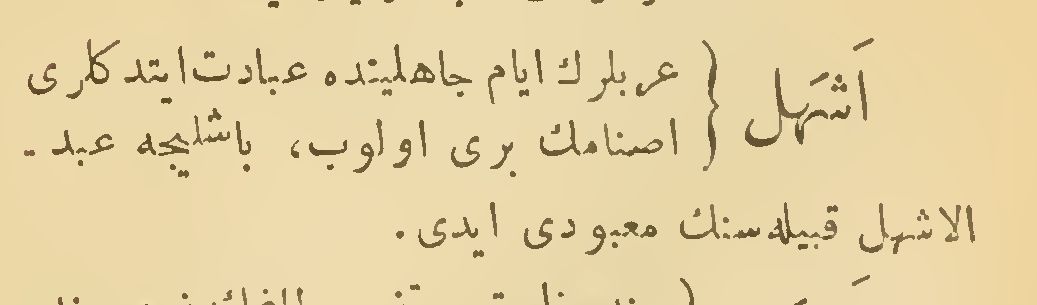 اَشْهَل { عربلرك ايام جاهليتنده عبادت ايتدكلرى
اصنامك برى اولوب، باشليجه عبد ـ
الاشهل قبيله‌سنك معبودى ايدى.